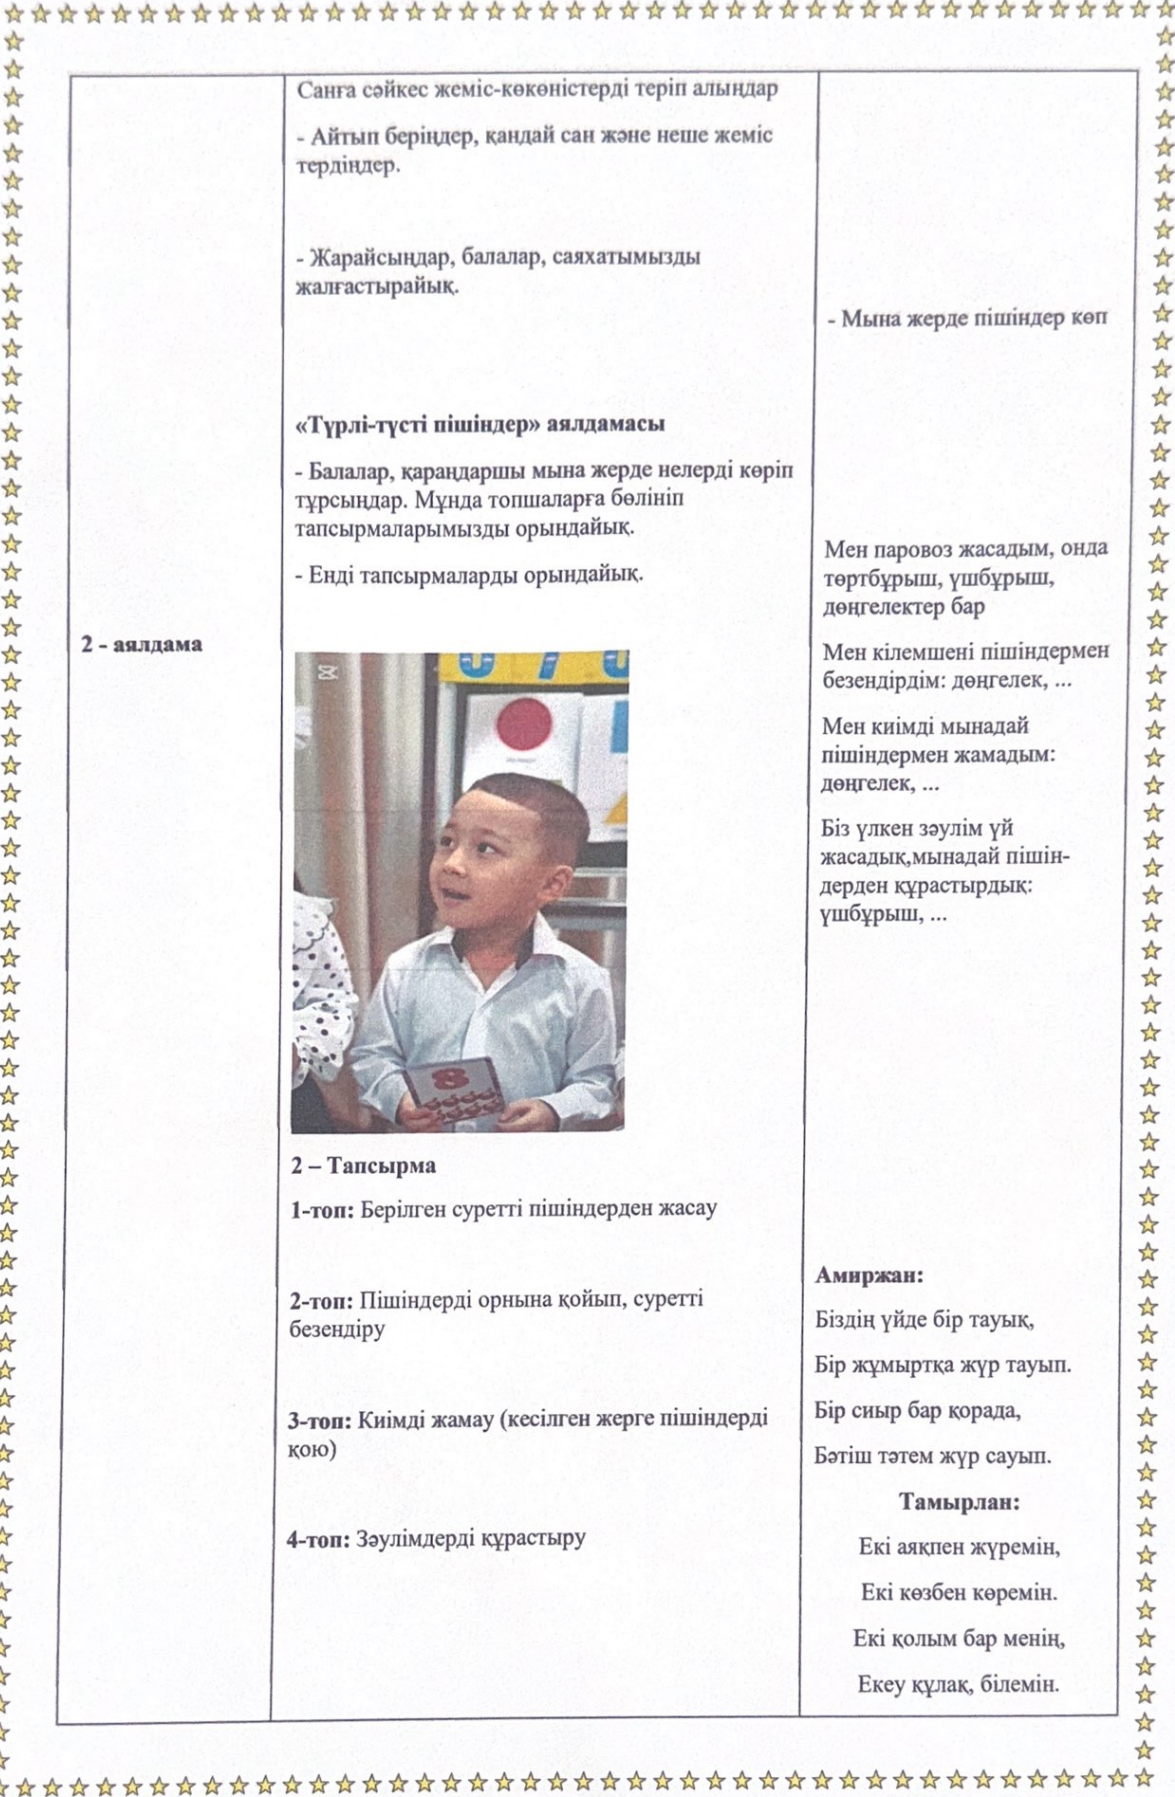 Санға сәйкес жеміс-көкөністерді теріп алыңдар
- Айтып беріңдер, қандай сан және неше жеміс
тердіңдер.
- Жарайсыңдар, балалар, саяхатымызды
жалғастырайық.
«Түрлі-түсті пішіндер» аялдамасы
- Балалар, қараңдаршы мына жерде нелерді көріп
тұрсыңдар. Мұнда топшаларға бөлініп
тапсырмаларымызды орындайық.
- Енді тапсырмаларды орындайық.
2 - аялдама
8
2 – Тапсырма
1-топ: Берілген суретті пішіндерден жасау
2-топ: Пішіндерді орнына қойып, суретті
безендіру
3-топ: Киімді жамау (кесілген жерге пішіндерді
қою)
4-топ: Зәулімдерді құрастыру
- Мына жерде пішіндер көп
Мен паровоз жасадым, онда
төртбұрыш, үшбұрыш,
дөңгелектер бар
Мен кілемшені пішіндермен
безендірдім: дөңгелек, ...
Мен киімді мынадай
пішіндермен жамадым:
дөңгелек, ...
Біз үлкен зәулім үй
жасадық,мынадай пішін-
дерден құрастырдық:
үшбұрыш, ...
Амиржан:
Біздің үйде бір тауық,
Бір жұмыртқа жүр тауып.
Бір сиыр бар қорада,
Бәтіш тәтем жүр сауып.
Тамырлан:
Екі аяқпен жүремін,
Екі көзбен көремін.
Екі қолым бар менің,
Екеу құлақ, білемін.